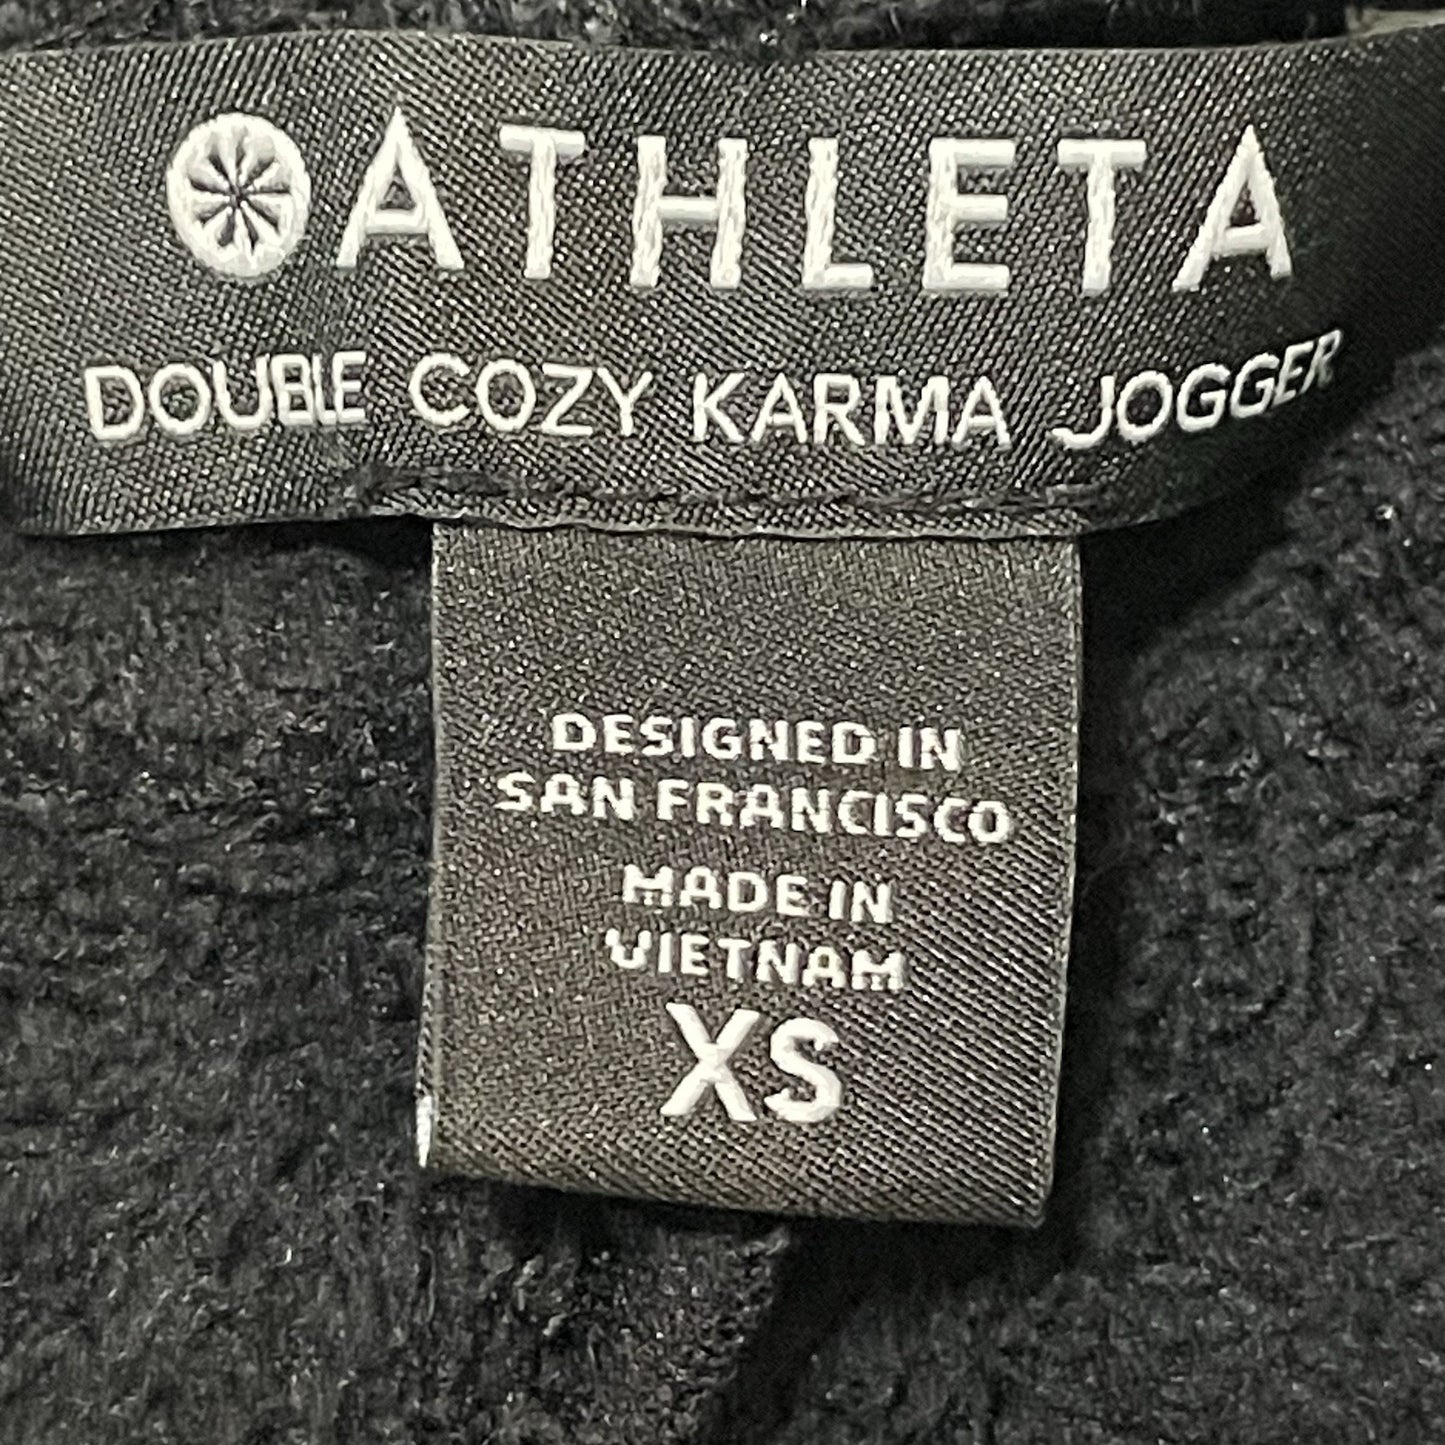 ATHLETA
DOUBLE COZY KARMA JOGGER
DESIGNED IN
SAN FRANCISCO
MADE IN
VIETNAM
XS